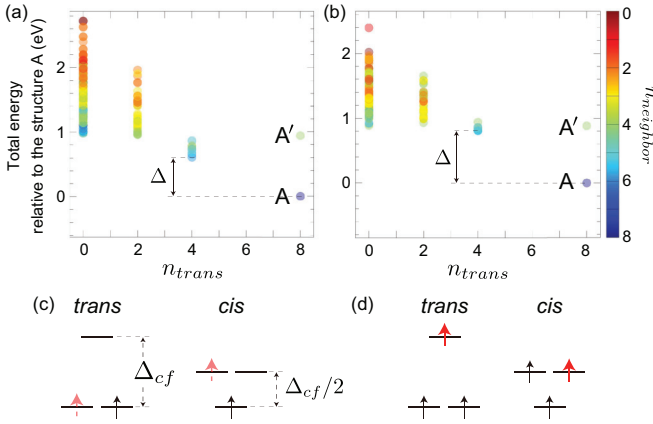 (a)
(b)
Total energy
relative to the structure A (eV)
2
1
0
A′
Δ
A
0 2 4 6 8
n_trans
2
1
0
A′
Δ
A
0 2 4 6 8
n_trans
0
2
4
6
8
n_neighbor
(c) trans cis
Δ_cf
Δ_cf/2
(d) trans cis